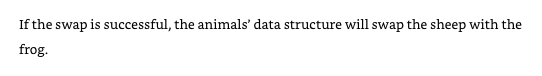 If the swap is successful, the animals’ data structure will swap the sheep with the
frog.